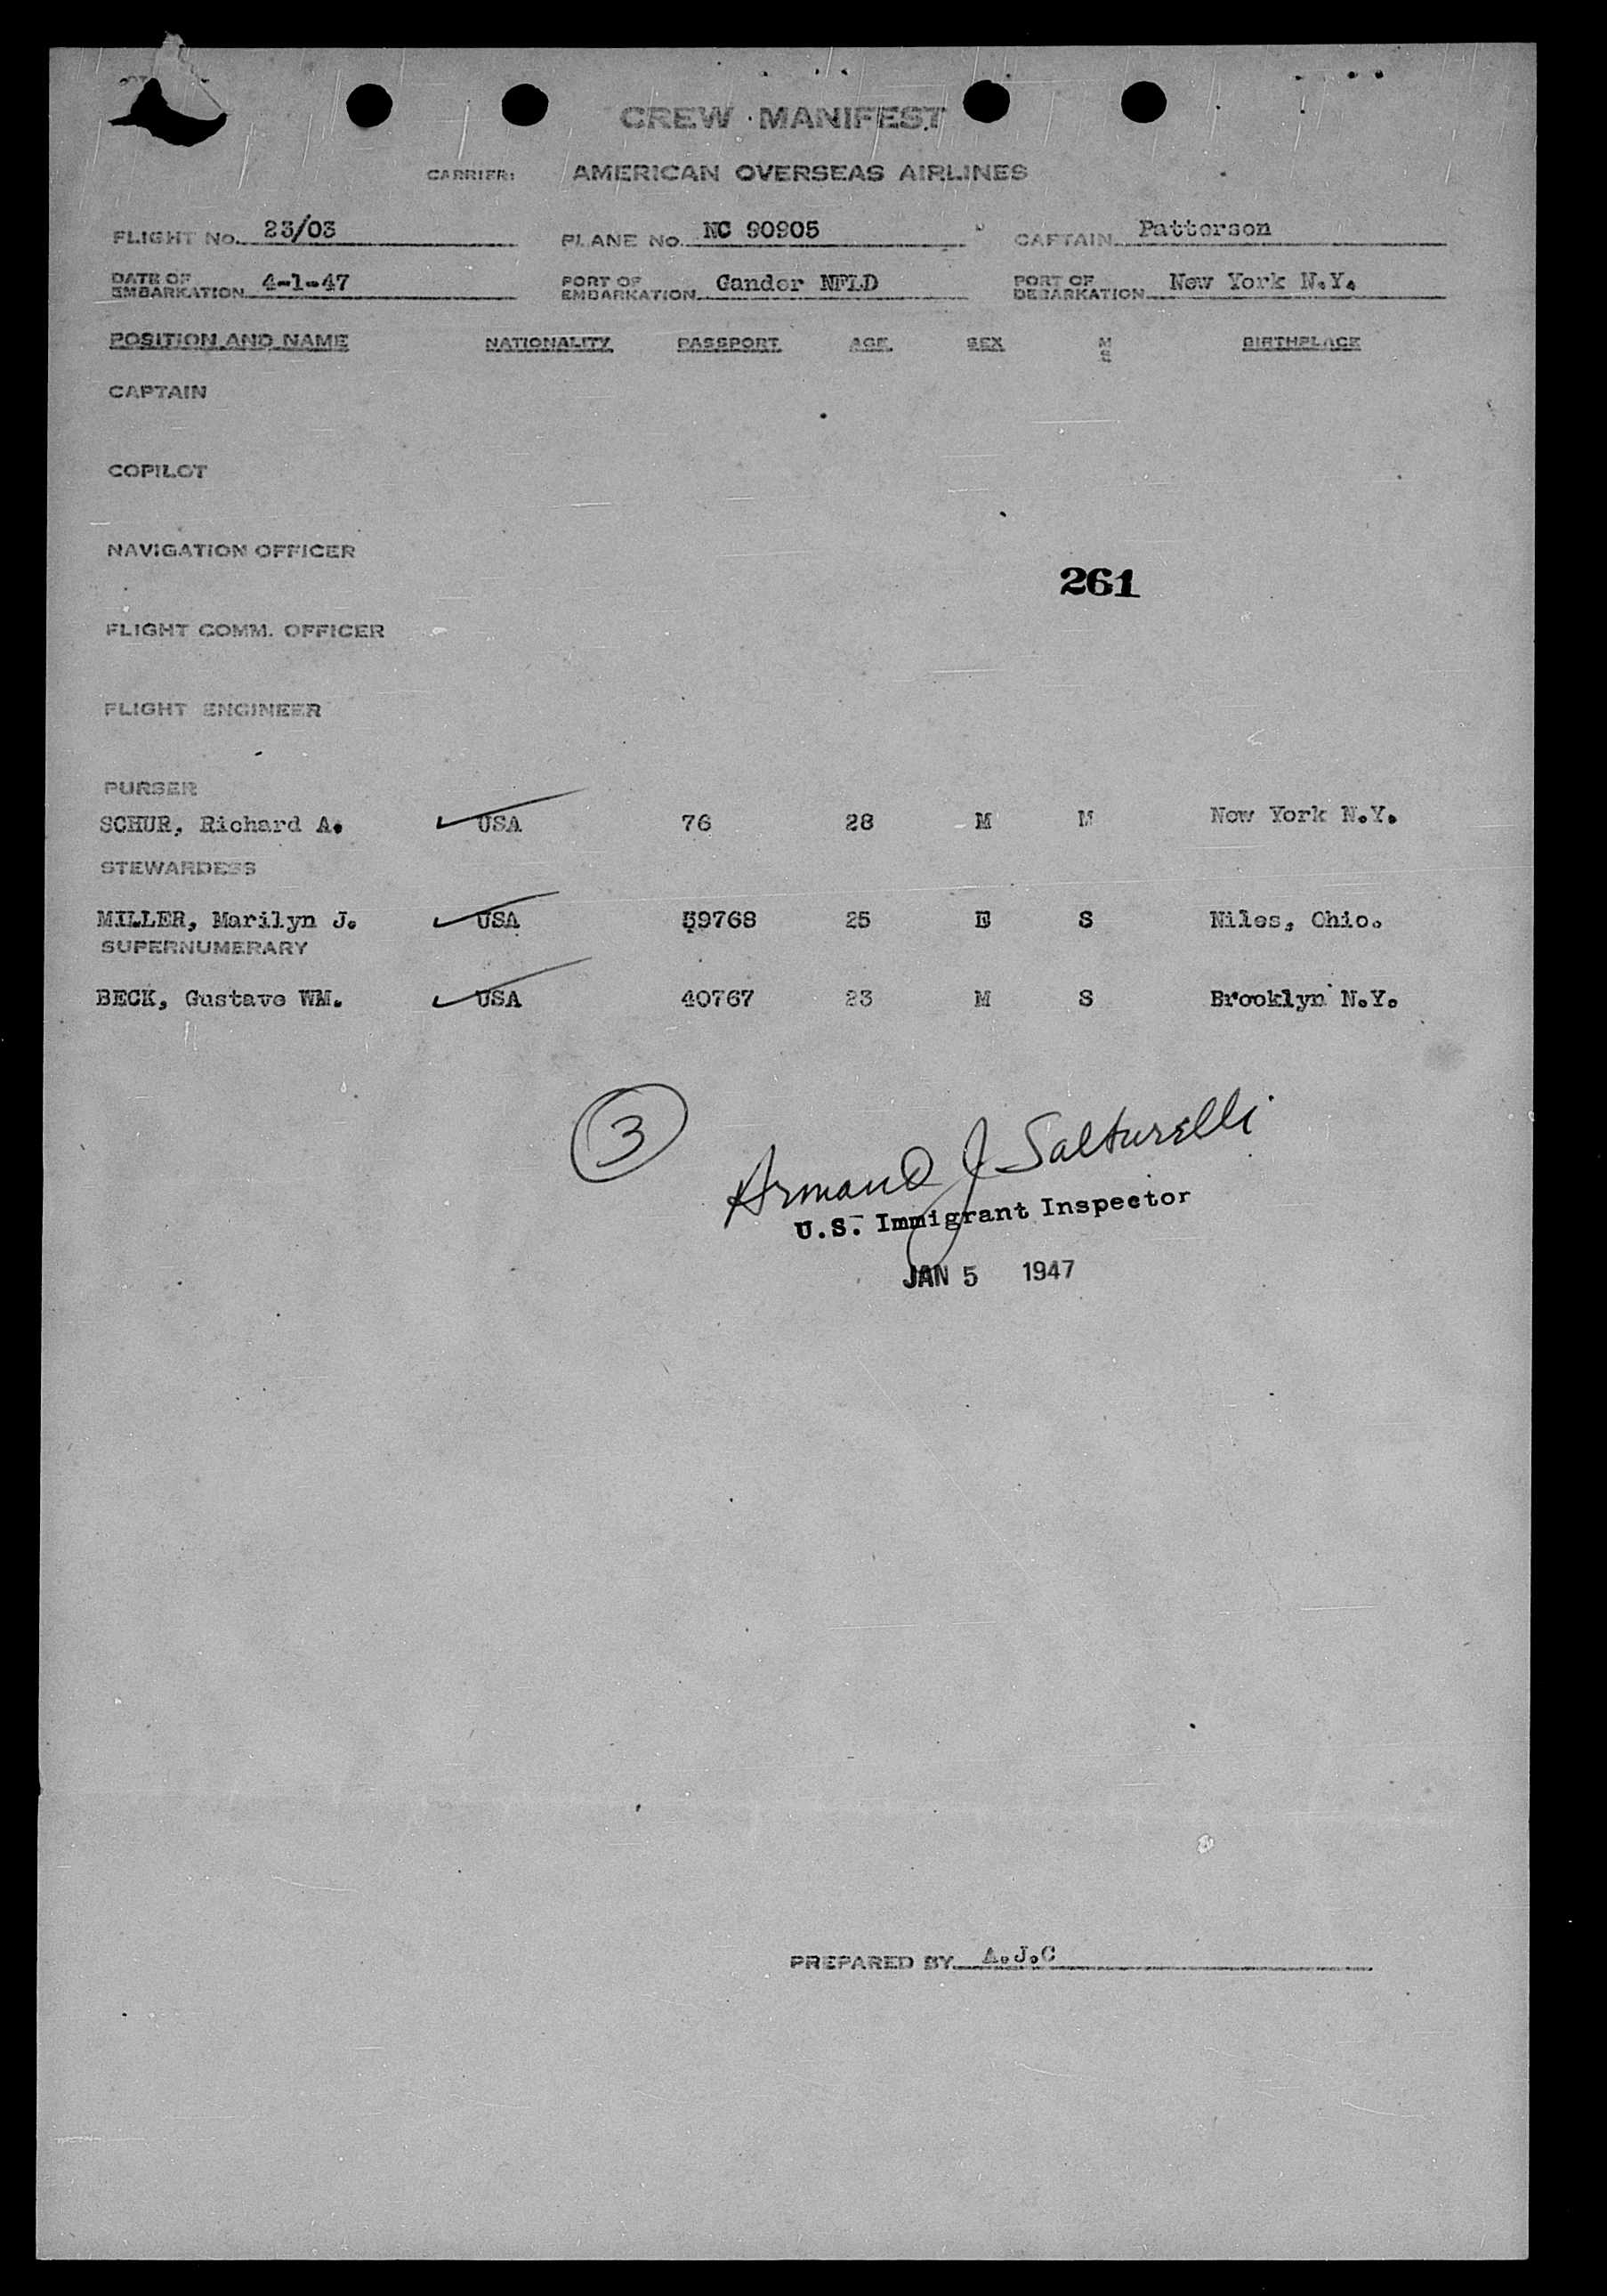 CREW MANIFEST
CARRIER: AMERICAN OVERSEAS AIRLINES
FLIGHT No. 23/03 PLANE No. NC 90905 CAPTAIN Patterson
DATE OF EMBARKATION 4-1-47 PORT OF EMBARKATION Gander NFLD PORT OF DEBARKATION New York N.Y.
POSITION AND NAME NATIONALITY PASSPORT AGE SEX M S BIRTHPLACE
CAPTAIN
COPILOT
NAVIGATION OFFICER
261
FLIGHT COMM. OFFICER
FLIGHT ENGINEER
PURSER
SCHUR, Richard A. USA 76 28 M M New York N.Y.
STEWARDESS
MILLER, Marilyn J. USA 59768 25 S Niles, Ohio.
SUPERNUMERARY
BECK, Gustave WM. USA 40767 23 M S Brooklyn N.Y.
3
Armand J Salturelli
U.S. Immigrant Inspector
JAN 5 1947
PREPARED BY A.J.C